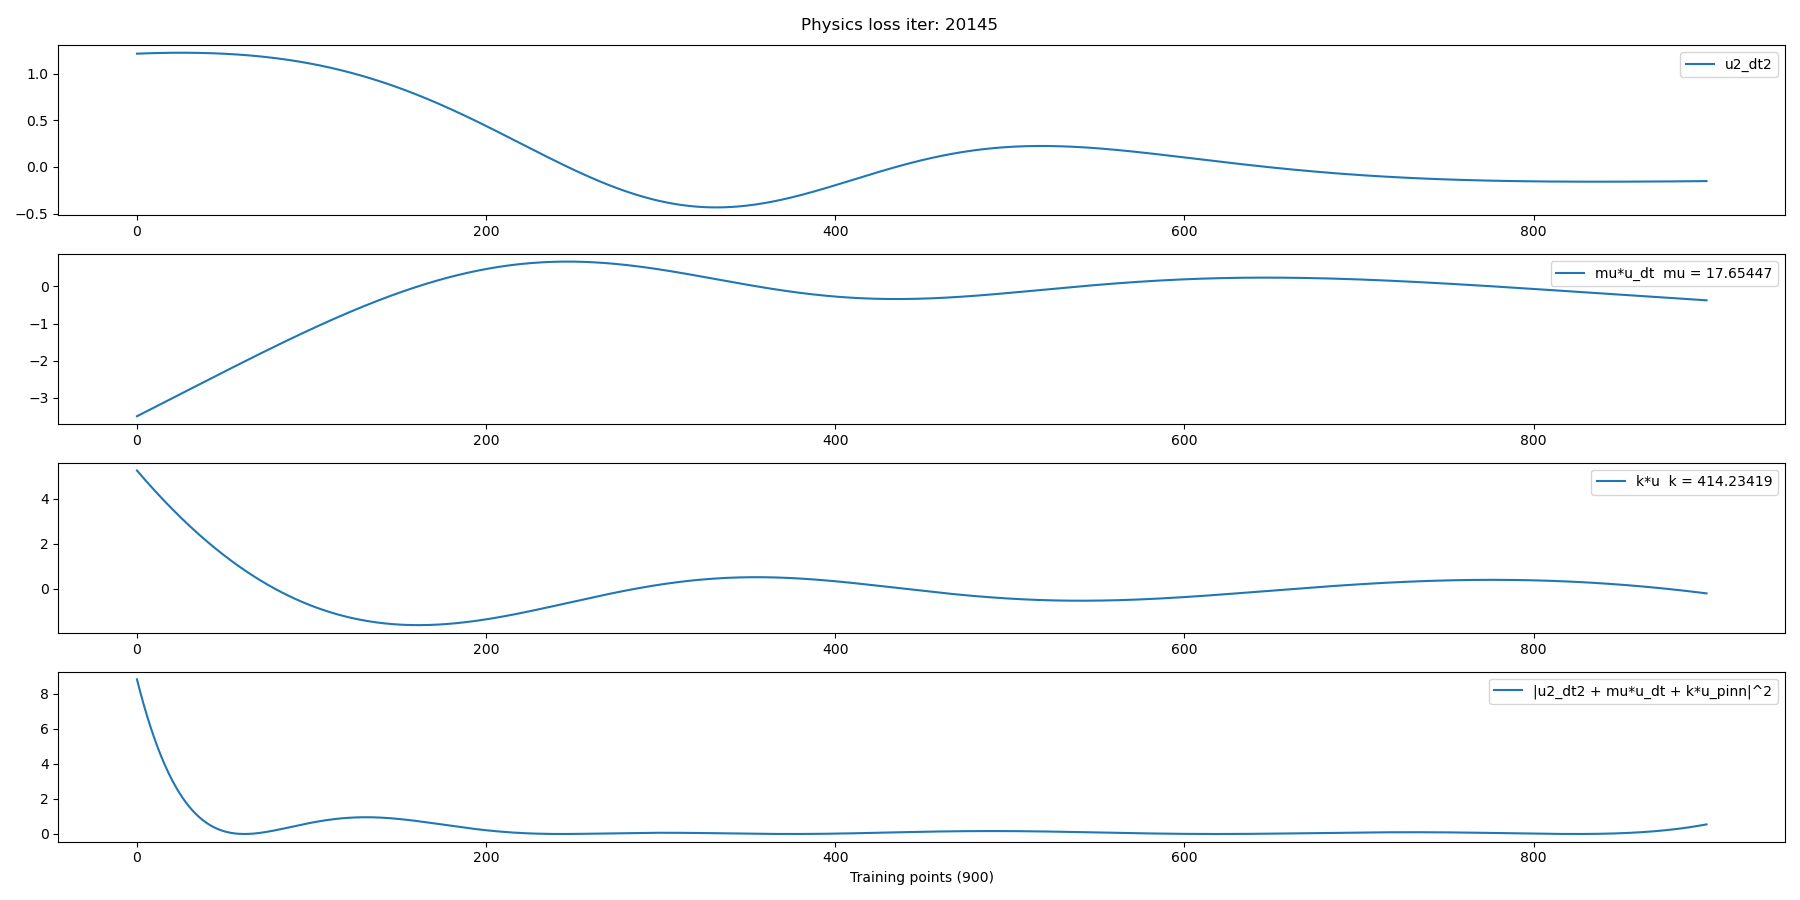 Physics loss iter: 20145
1.0
0.5
0.0
−0.5
u2_dt2
0 200 400 600 800
0
−1
−2
−3
mu*u_dt  mu = 17.65447
0 200 400 600 800
4
2
0
k*u  k = 414.23419
0 200 400 600 800
8
6
4
2
0
|u2_dt2 + mu*u_dt + k*u_pinn|^2
0 200 400 600 800
Training points (900)